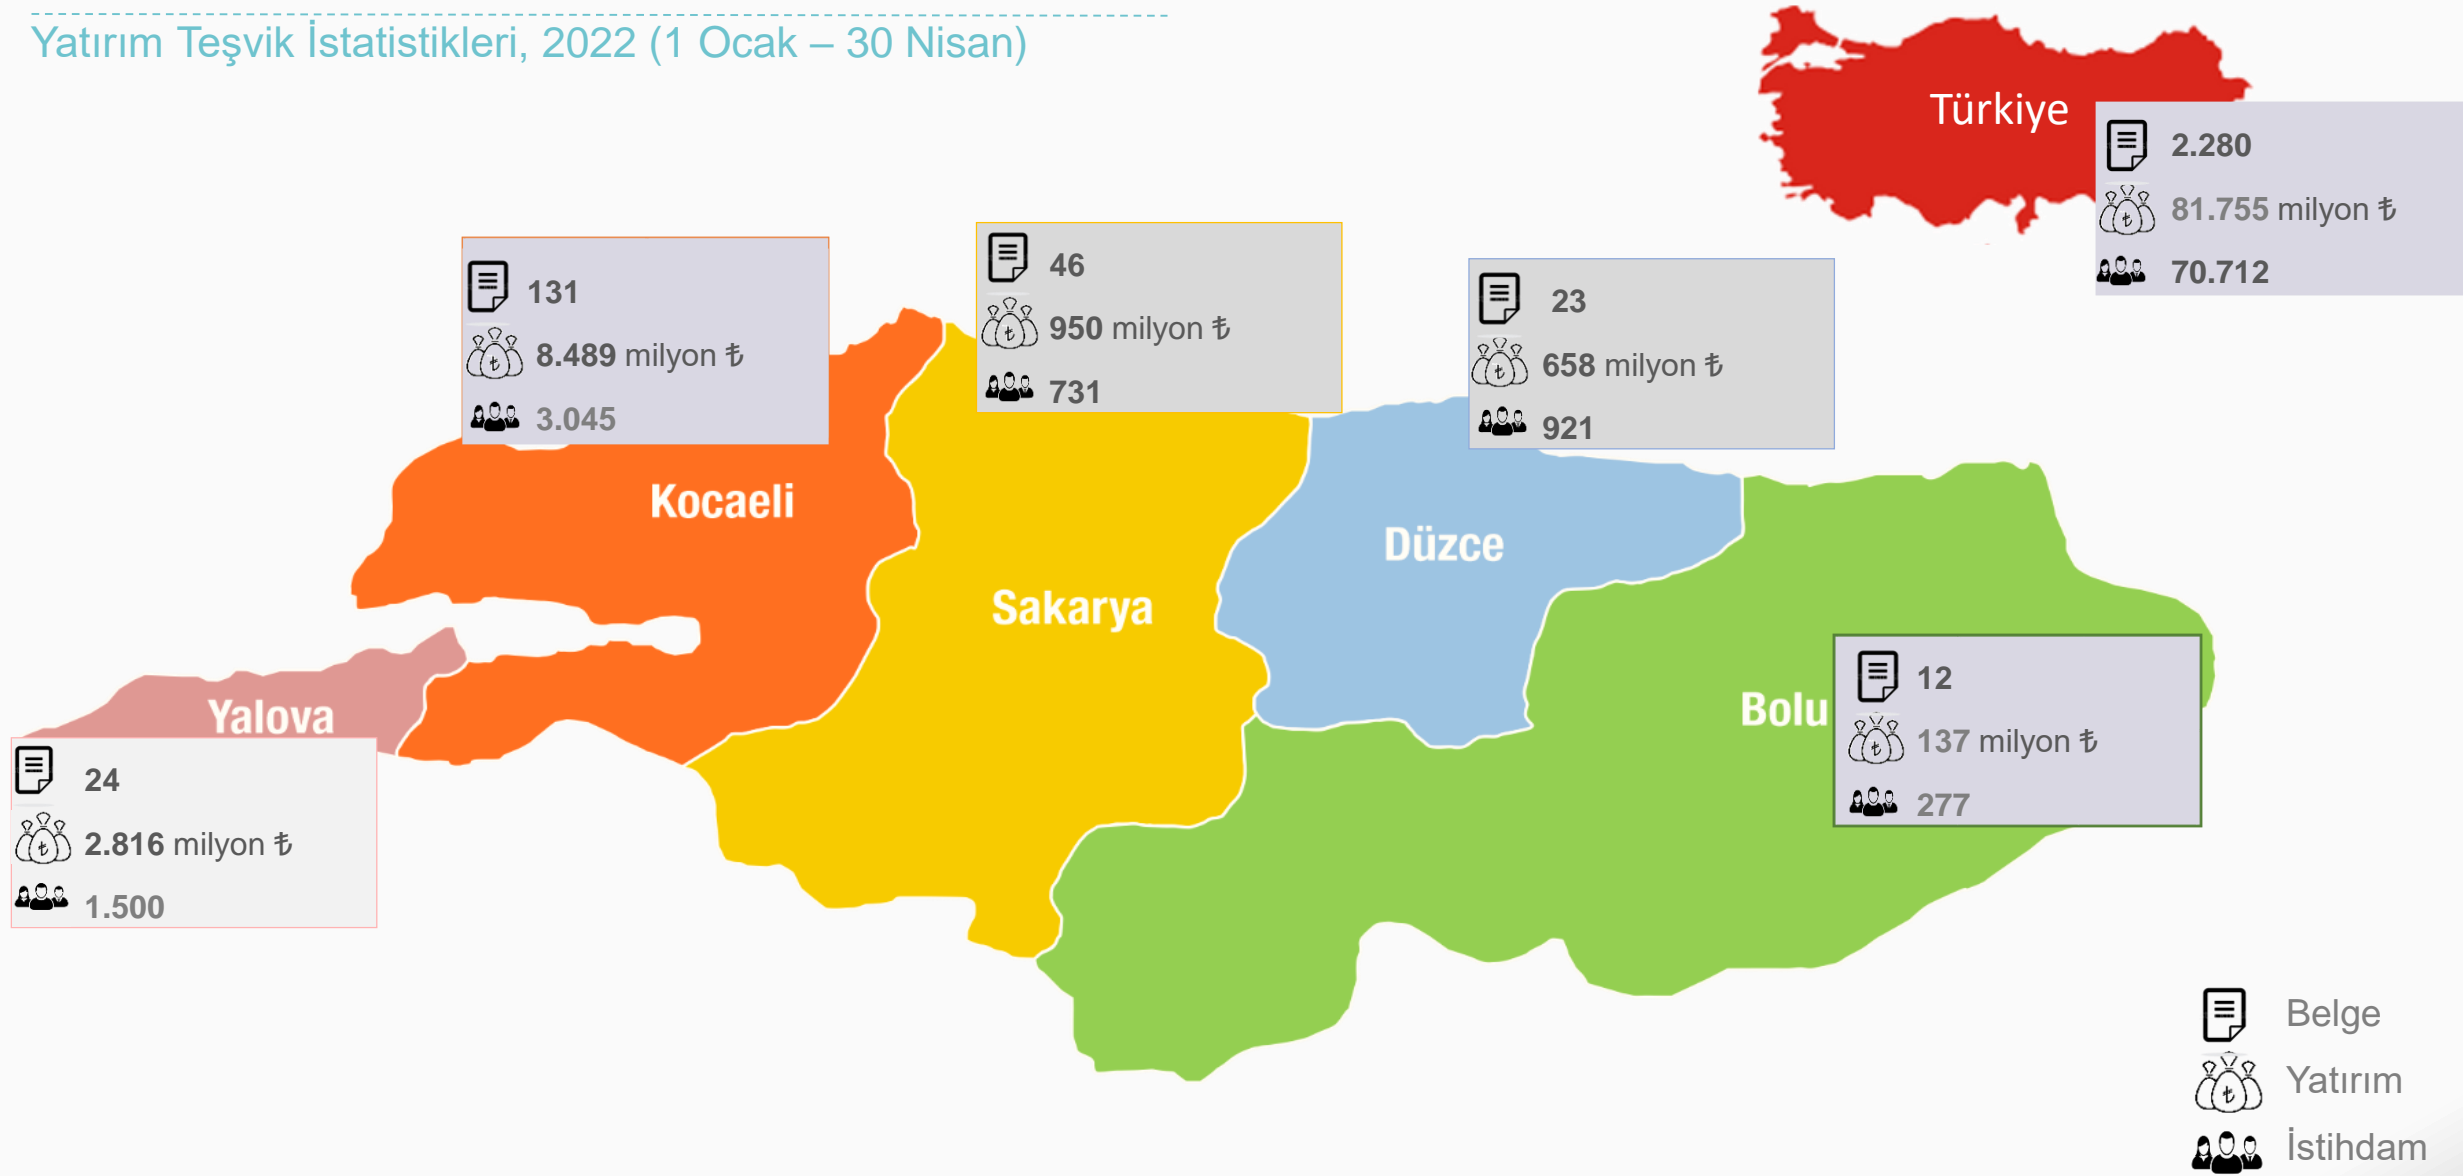 Yatırım Teşvik İstatistikleri, 2022 (1 Ocak – 30 Nisan)
Türkiye
2.280
81.755 milyon ₺
70.712
131
8.489 milyon ₺
3.045
Kocaeli
46
950 milyon ₺
731
Sakarya
23
658 milyon ₺
921
Düzce
Bolu
12
137 milyon ₺
277
Yalova
24
2.816 milyon ₺
1.500
Belge
Yatırım
İstihdam